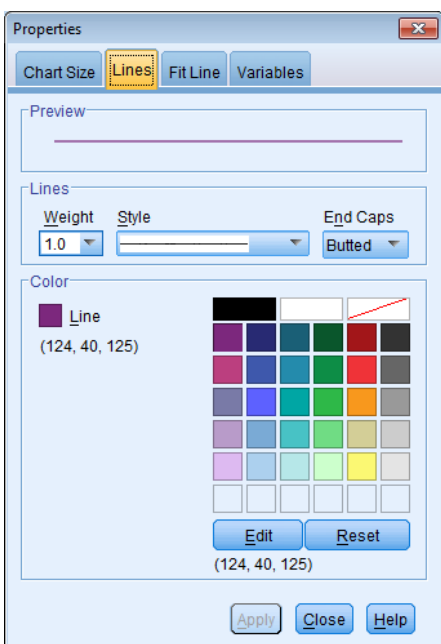 Properties
Chart Size Lines Fit Line Variables
Preview
Lines
Weight Style End Caps
1.0 Butted
Color
Line
(124, 40, 125)
Edit Reset
(124, 40, 125)
Apply Close Help